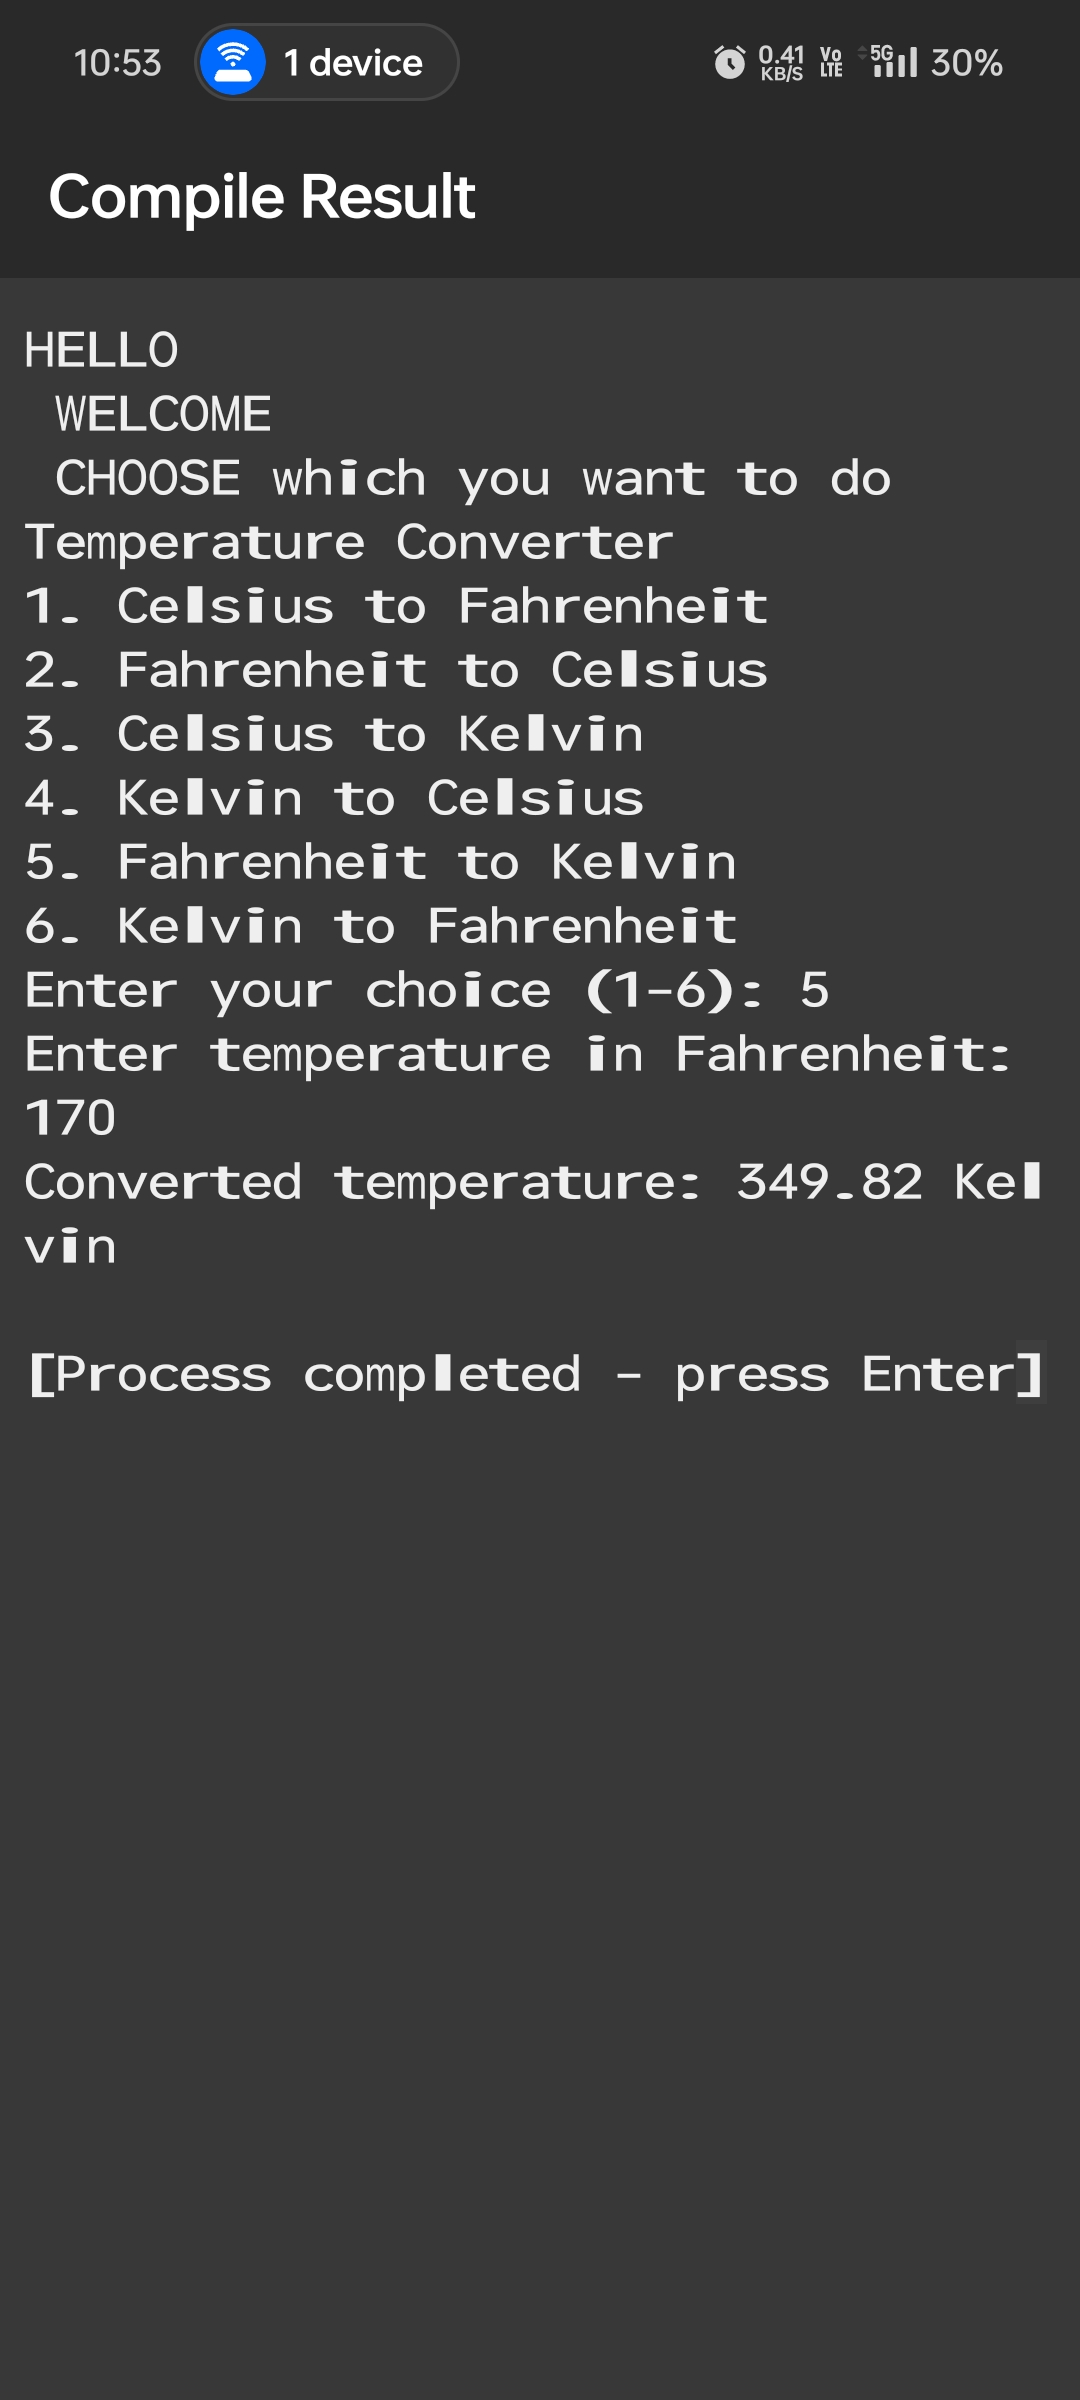 10:53 1 device 0.41 KB/S Vo LTE 5G 30%
Compile Result
HELLO
WELCOME
CHOOSE which you want to do
Temperature Converter
1. Celsius to Fahrenheit
2. Fahrenheit to Celsius
3. Celsius to Kelvin
4. Kelvin to Celsius
5. Fahrenheit to Kelvin
6. Kelvin to Fahrenheit
Enter your choice (1-6): 5
Enter temperature in Fahrenheit:
170
Converted temperature: 349.82 Kel
vin
[Process completed - press Enter]